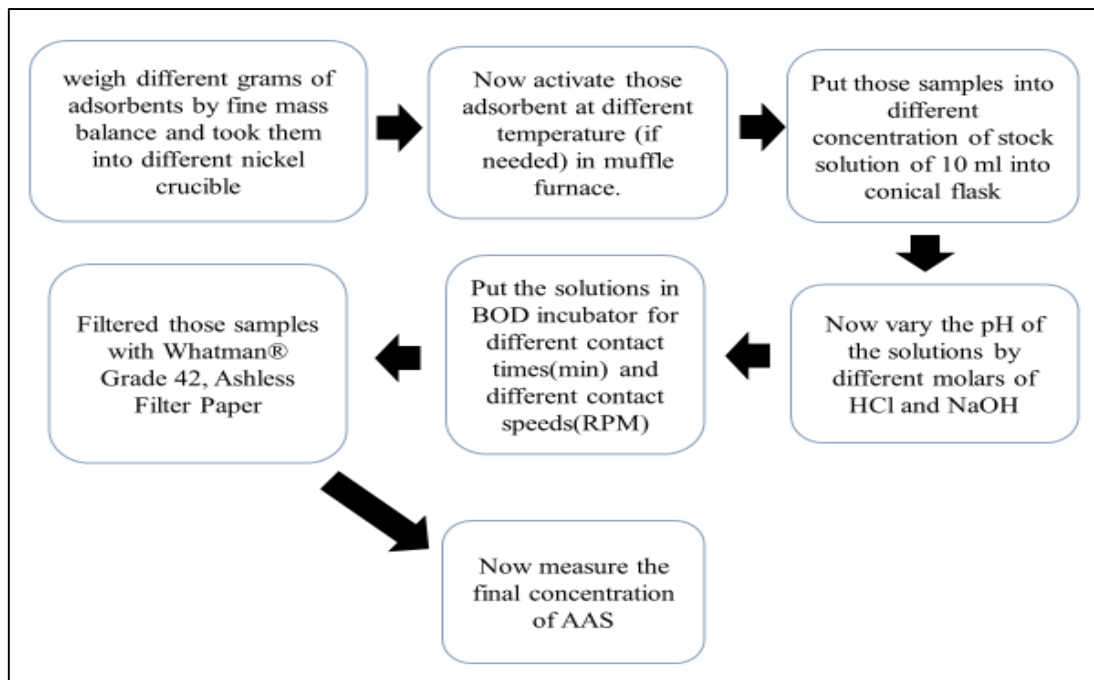 weigh different grams of
adsorbents by fine mass
balance and took them
into different nickel
crucible
Now activate those
adsorbent at different
temperature (if
needed) in muffle
furnace.
Put those samples into
different
concentration of stock
solution of 10 ml into
conical flask
Now vary the pH of
the solutions by
different molars of
HCl and NaOH
Put the solutions in
BOD incubator for
different contact
times(min) and
different contact
speeds(RPM)
Filtered those samples
with Whatman®
Grade 42, Ashless
Filter Paper
Now measure the
final concentration
of AAS